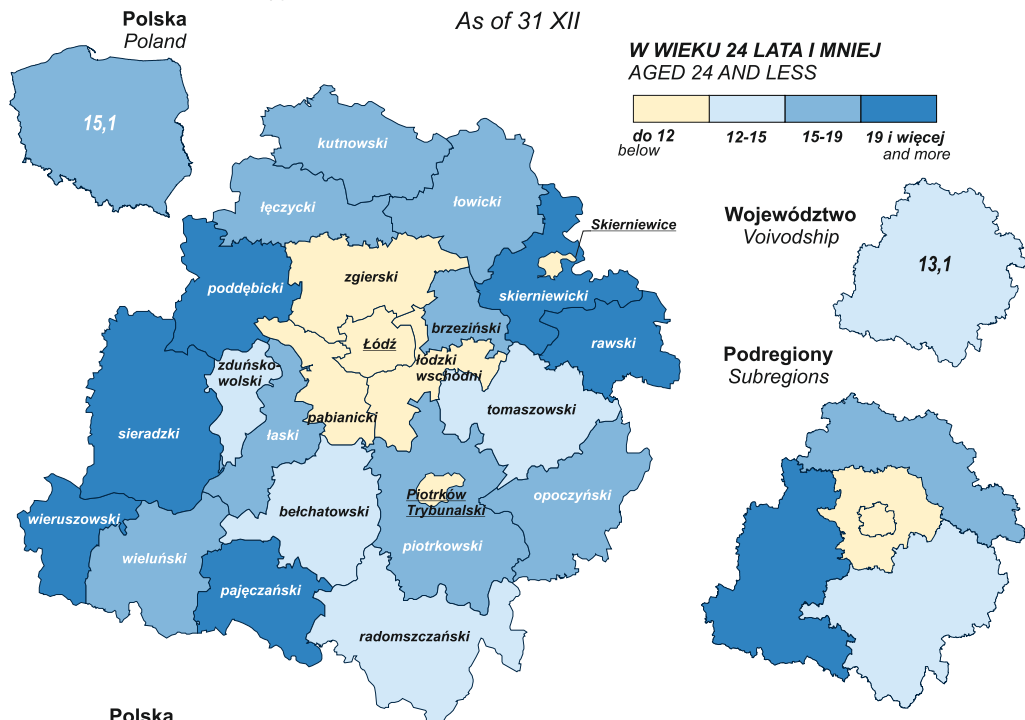 Polska
Poland
As of 31 XII
W WIEKU 24 LATA I MNIEJ
AGED 24 AND LESS
do 12
below
12-15
15-19
19 i więcej
and more
15,1
kutnowski
łęczycki
łowicki
Skierniewice
Województwo
Voivodship
13,1
zgierski
poddębicki
skierniewicki
brzeziński
Łódź
rawski
łódzki
wschodni
zduńsko-
wolski
Podregiony
Subregions
pabianicki
tomaszowski
sieradzki
łaski
Piotrków
Trybunalski
opoczyński
wieruszowski
bełchatowski
piotrkowski
wieluński
pajęczański
radomszczański
Polska